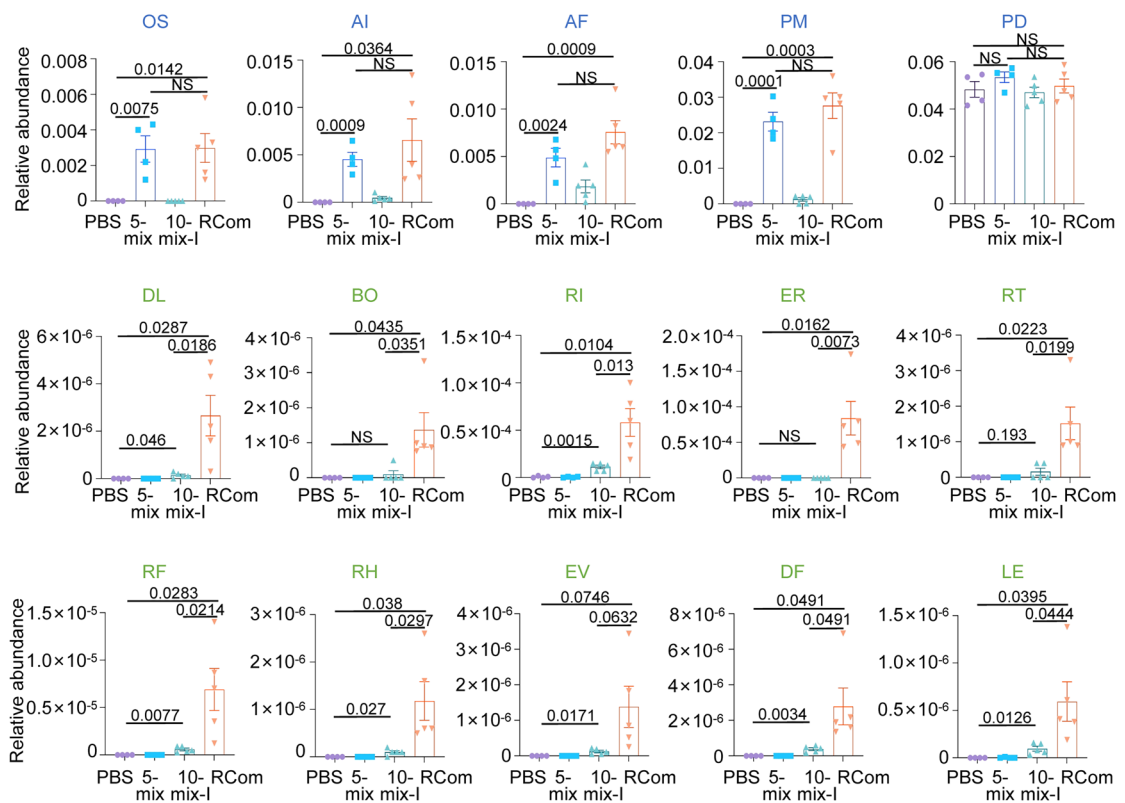 OS AI AF PM PD
Relative abundance
0.008
0.006
0.004
0.002
0
0.0142
NS
0.0075
PBS 5- 10- RCom
mix mix-I
0.015
0.010
0.005
0
0.0364
NS
0.0009
PBS 5- 10- RCom
mix mix-I
0.015
0.010
0.005
0
0.0009
NS
0.0024
PBS 5- 10- RCom
mix mix-I
0.04
0.03
0.02
0.01
0
0.0003
NS
0.0001
PBS 5- 10- RCom
mix mix-I
0.06
0.04
0.02
0
NS
NS
NS
PBS 5- 10- RCom
mix mix-I
DL BO RI ER RT
Relative abundance
6×10-6
4×10-6
2×10-6
0
0.0287
0.0186
0.046
PBS 5- 10- RCom
mix mix-I
4×10-6
3×10-6
2×10-6
1×10-6
0
0.0435
0.0351
NS
PBS 5- 10- RCom
mix mix-I
1.5×10-4
1.0×10-4
0.5×10-4
0
0.0104
0.013
0.0015
PBS 5- 10- RCom
mix mix-I
2.0×10-4
0.5×10-4
0.0×10-4
0.5×10-4
0
0.0162
0.0073
NS
PBS 5- 10- RCom
mix mix-I
4×10-6
3×10-6
2×10-6
1×10-6
0
0.0223
0.0199
0.193
PBS 5- 10- RCom
mix mix-I
RF RH EV DF LE
Relative abundance
1.5×10-5
1.0×10-5
0.5×10-5
0
0.0283
0.0214
0.0077
PBS 5- 10- RCom
mix mix-I
3×10-6
2×10-6
1×10-6
0
0.038
0.0297
0.027
PBS 5- 10- RCom
mix mix-I
4×10-6
3×10-6
1×10-6
1×10-6
0
0.0746
0.0632
0.0171
PBS 5- 10- RCom
mix mix-I
8×10-6
6×10-6
4×10-6
2×10-6
0
0.0491
0.0491
0.0034
PBS 5- 10- RCom
mix mix-I
1.5×10-6
1.0×10-6
0.5×10-6
0
0.0395
0.0444
0.0126
PBS 5- 10- RCom
mix mix-I